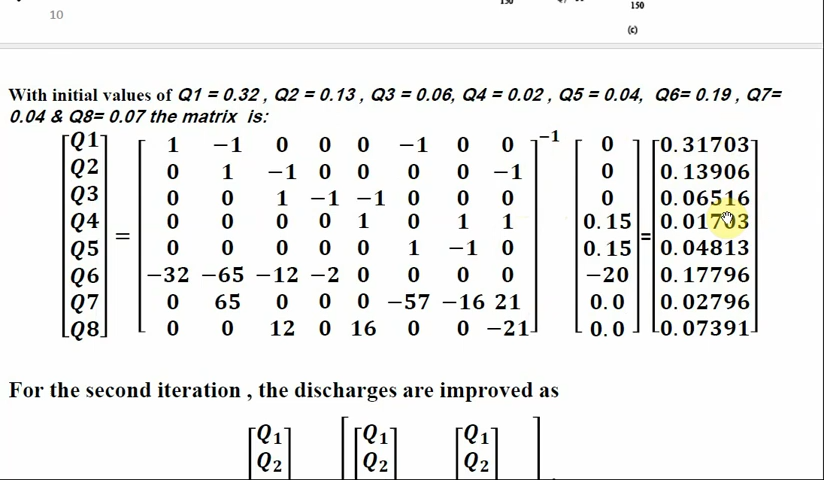 150
10
150
(c)
With initial values of Q1 = 0.32 , Q2 = 0.13 , Q3 = 0.06, Q4 = 0.02 , Q5 = 0.04, Q6= 0.19 , Q7=
0.04 & Q8= 0.07 the matrix is:
Q1 1 −1 0 0 0 −1 0 0 −1 0 0.31703
Q2 0 1 −1 0 0 0 0 −1 0 0.13906
Q3 0 0 1 −1 −1 0 0 0 0 0.06516
Q4 0 0 0 0 1 0 1 1 0.15 0.01703
Q5 = 0 0 0 0 0 1 −1 0 0.15 = 0.04813
Q6 −32 −65 −12 −2 0 0 0 0 −20 0.17796
Q7 0 65 0 0 0 −57 −16 21 0.0 0.02796
Q8 0 0 12 0 16 0 0 −21 0.0 0.07391
For the second iteration , the discharges are improved as
Q1 Q1 Q1
Q2 Q2 Q2